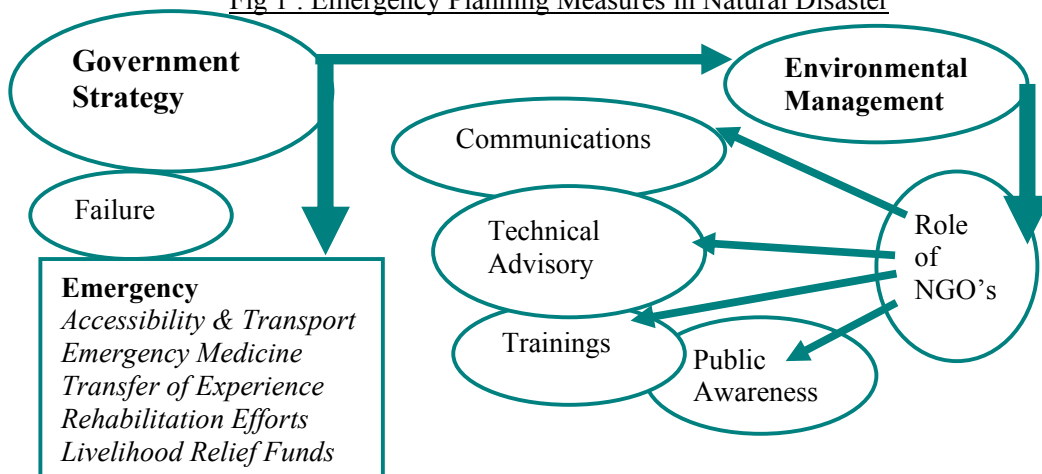 Fig 1 : Emergency Planning Measures in Natural Disaster
Government
Strategy
Environmental
Management
Communications
Failure
Technical
Advisory
Role
of
NGO's
Emergency
Accessibility & Transport
Emergency Medicine
Transfer of Experience
Rehabilitation Efforts
Livelihood Relief Funds
Trainings
Public
Awareness